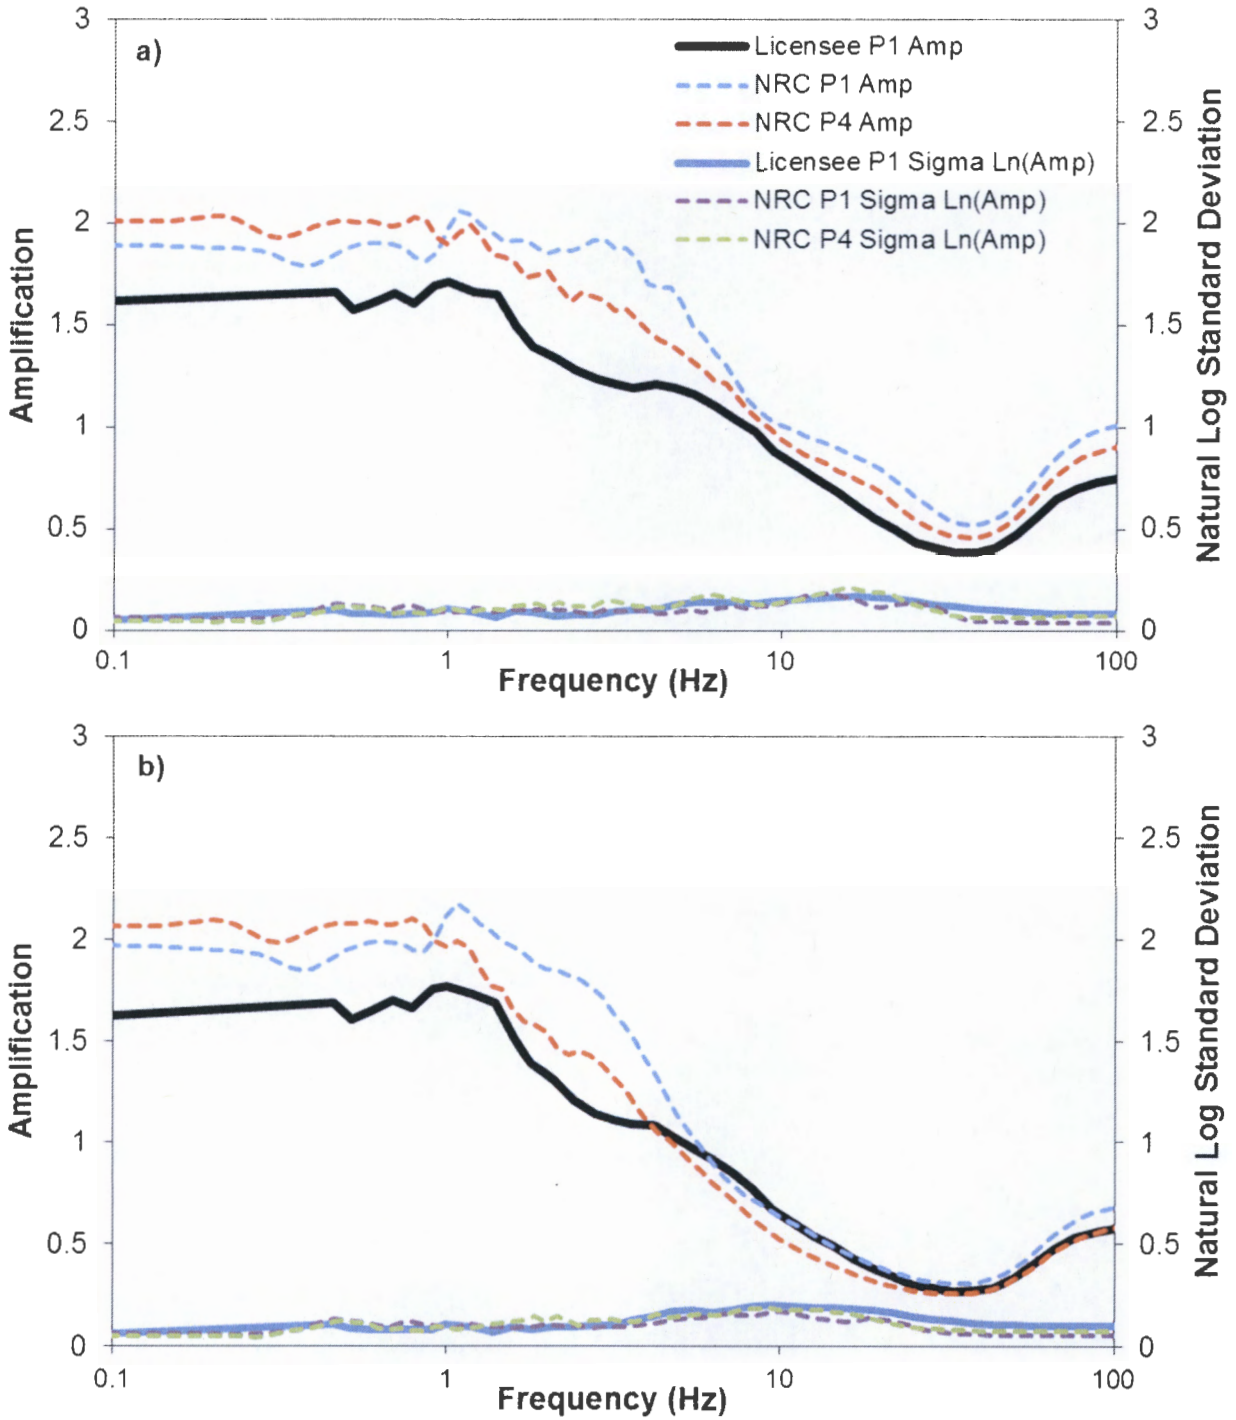 a)
Licensee P1 Amp
NRC P1 Amp
NRC P4 Amp
Licensee P1 Sigma Ln(Amp)
NRC P1 Sigma Ln(Amp)
NRC P4 Sigma Ln(Amp)
3
2.5
2
1.5
1
0.5
0
Amplification
3
2.5
2
1.5
1
0.5
0
Natural Log Standard Deviation
0.1
1
10
100
Frequency (Hz)
b)
3
2.5
2
1.5
1
0.5
0
Amplification
3
2.5
2
1.5
1
0.5
0
Natural Log Standard Deviation
0.1
1
10
100
Frequency (Hz)